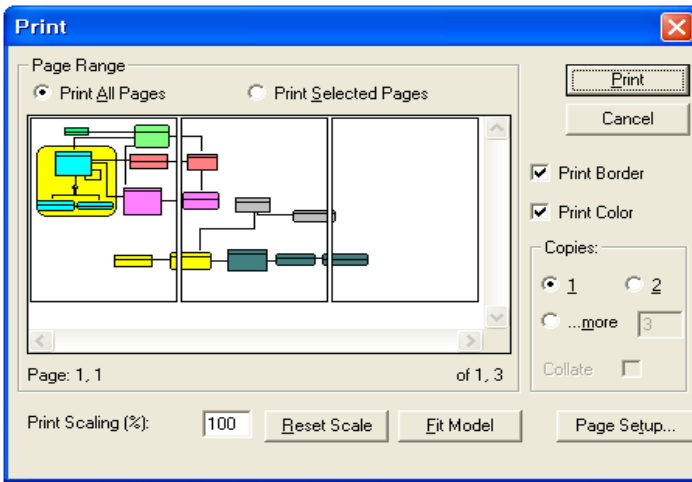 Print
Page Range
Print All Pages
Print Selected Pages
Page: 1, 1
of 1, 3
Print Scaling (%):
100
Reset Scale
Fit Model
Print
Cancel
Print Border
Print Color
Copies:
1
2
...more
3
Collate
Page Setup...